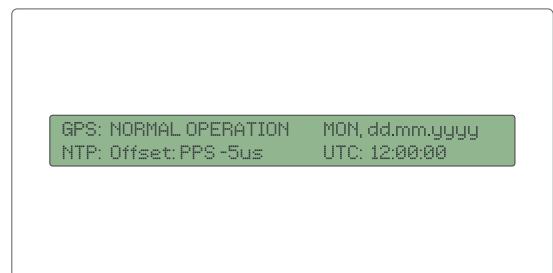 GPS: NORMAL OPERATION MON, dd.mm.yyyy
NTP: Offset: PPS -5us UTC: 12:00:00